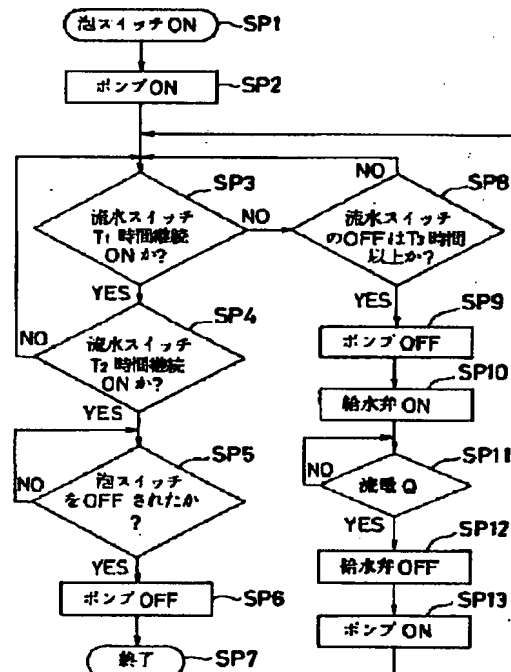 泡スイッチON
SP1
ポンプON
SP2
SP3
流水スイッチ
T₁時間継続
ONか?
NO
YES
SP4
流水スイッチ
T₂時間継続
ONか?
NO
YES
SP5
泡スイッチ
をOFFされたか
?
NO
YES
ポンプOFF
SP6
終了
SP7
NO
SP8
流水スイッチ
のOFFはT₃時間
以上か?
YES
SP9
ポンプOFF
SP10
給水弁ON
SP11
流量Q
NO
YES
SP12
給水弁OFF
SP13
ポンプON